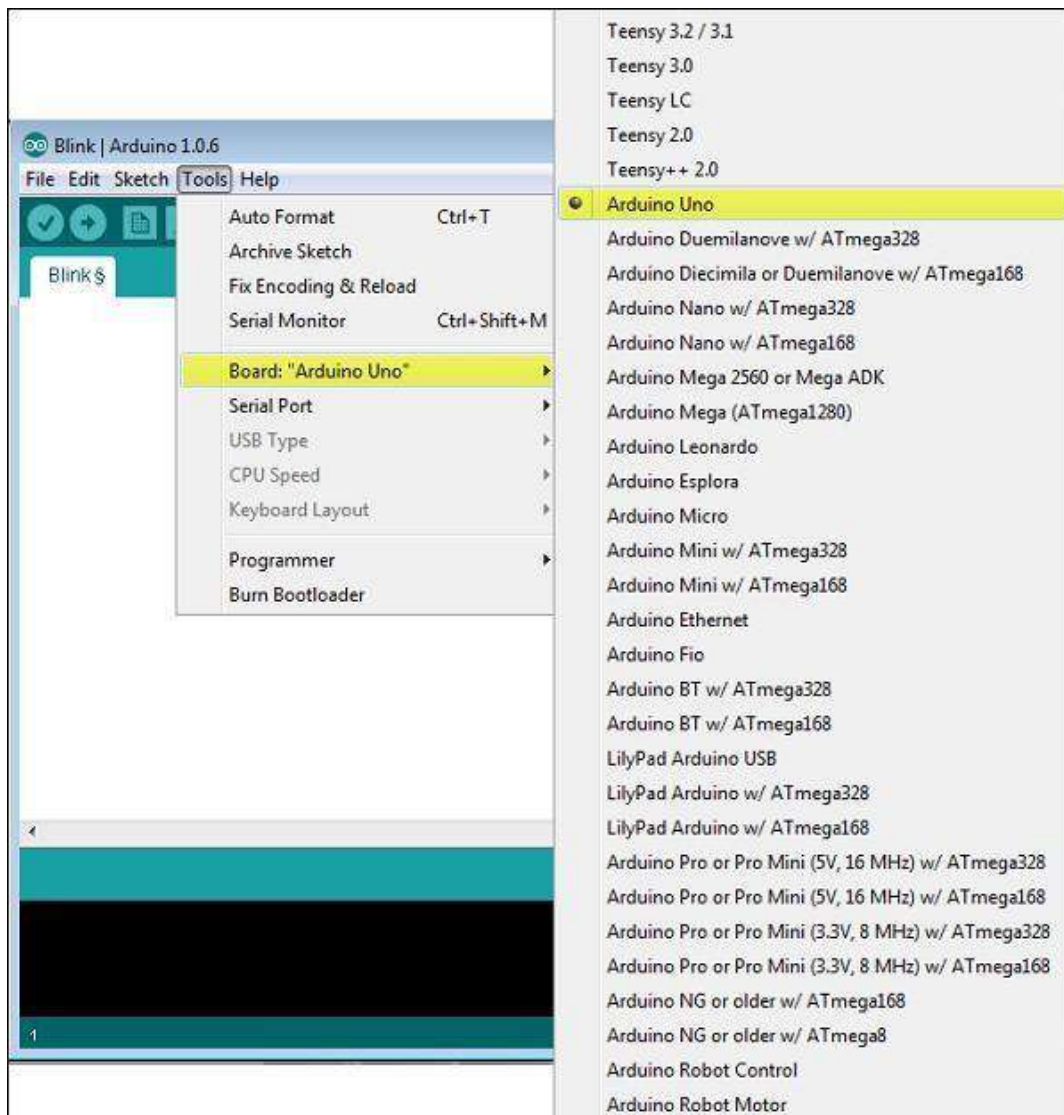 Blink | Arduino 1.0.6
File Edit Sketch Tools Help
Blink §
Auto Format Ctrl+T
Archive Sketch
Fix Encoding & Reload
Serial Monitor Ctrl+Shift+M
Board: "Arduino Uno"
Serial Port
USB Type
CPU Speed
Keyboard Layout
Programmer
Burn Bootloader
1
Teensy 3.2 / 3.1
Teensy 3.0
Teensy LC
Teensy 2.0
Teensy++ 2.0
Arduino Uno
Arduino Duemilanove w/ ATmega328
Arduino Diecimila or Duemilanove w/ ATmega168
Arduino Nano w/ ATmega328
Arduino Nano w/ ATmega168
Arduino Mega 2560 or Mega ADK
Arduino Mega (ATmega1280)
Arduino Leonardo
Arduino Esplora
Arduino Micro
Arduino Mini w/ ATmega328
Arduino Mini w/ ATmega168
Arduino Ethernet
Arduino Fio
Arduino BT w/ ATmega328
Arduino BT w/ ATmega168
LilyPad Arduino USB
LilyPad Arduino w/ ATmega328
LilyPad Arduino w/ ATmega168
Arduino Pro or Pro Mini (5V, 16 MHz) w/ ATmega328
Arduino Pro or Pro Mini (5V, 16 MHz) w/ ATmega168
Arduino Pro or Pro Mini (3.3V, 8 MHz) w/ ATmega328
Arduino Pro or Pro Mini (3.3V, 8 MHz) w/ ATmega168
Arduino NG or older w/ ATmega168
Arduino NG or older w/ ATmega8
Arduino Robot Control
Arduino Robot Motor